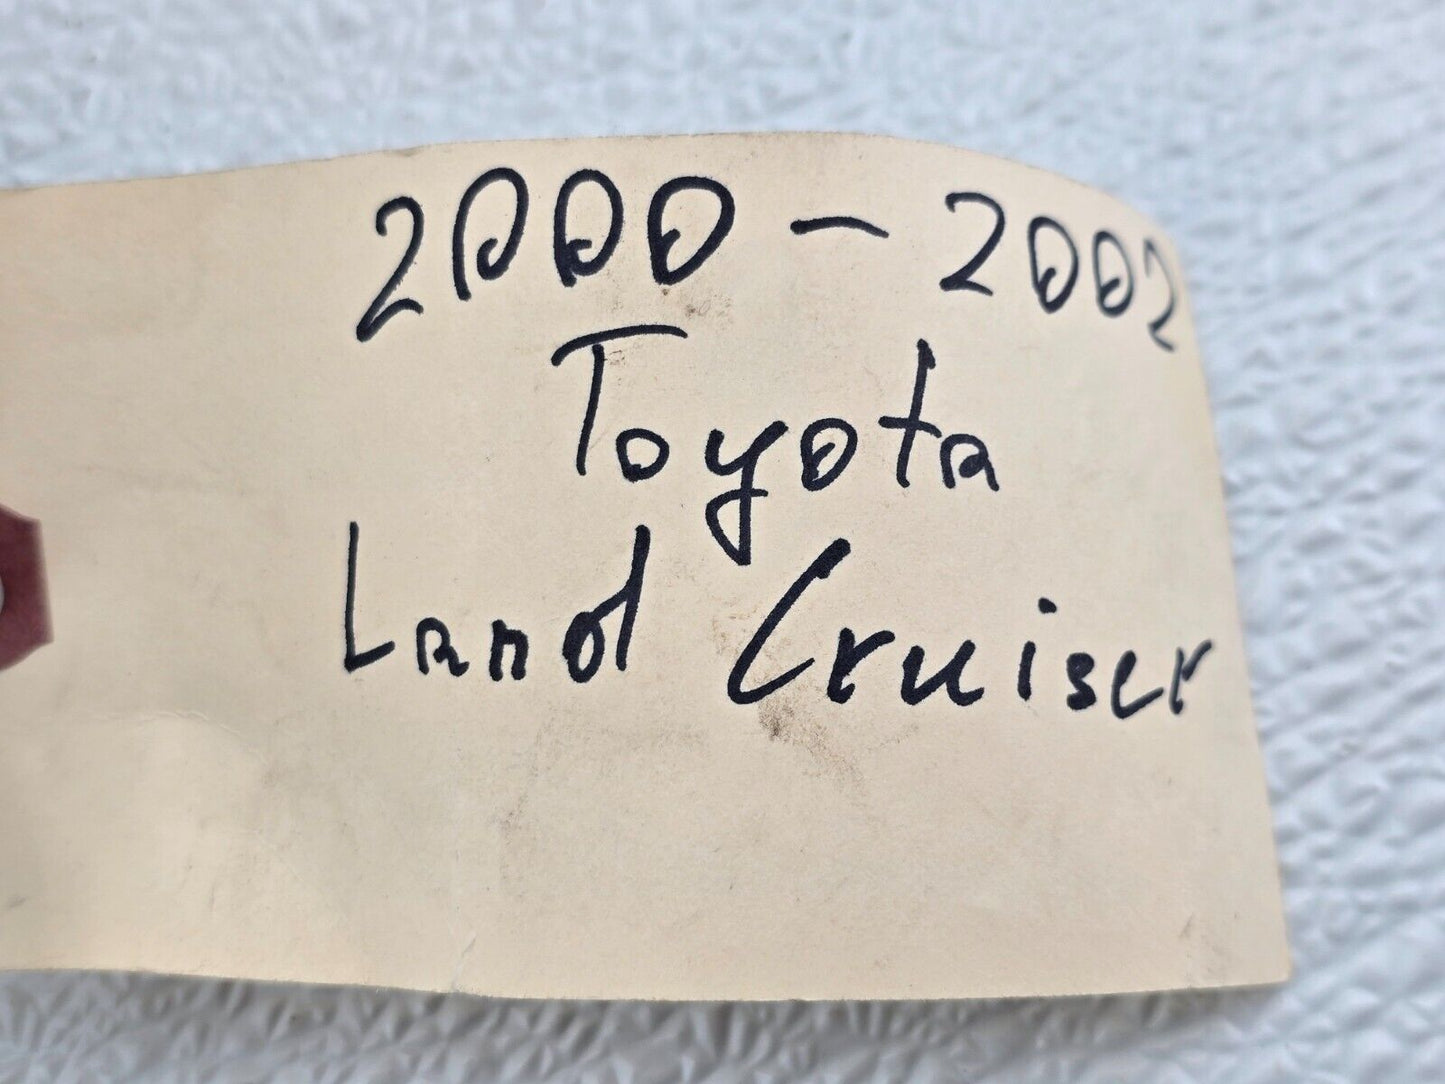 2000 - 2002
Toyota
Land Cruiser